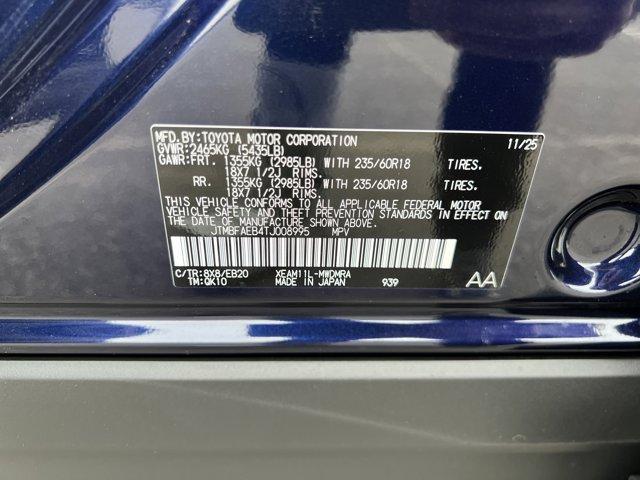 MFD.BY:TOYOTA MOTOR CORPORATION 11/25
GVWR:2465KG (5435LB)
GAWR:FRT. 1355KG (2985LB) WITH 235/60R18 TIRES.
18X7 1/2J RIMS.
RR. 1355KG (2985LB) WITH 235/60R18 TIRES.
18X7 1/2J RIMS.
THIS VEHICLE CONFORMS TO ALL APPLICABLE FEDERAL MOTOR
VEHICLE SAFETY AND THEFT PREVENTION STANDARDS IN EFFECT ON
THE DATE OF MANUFACTURE SHOWN ABOVE.
JTMBFAEB4TJ008995 MPV
C/TR:8X8/EB20 XEAM11L-MWDMRA
TM:QK10 MADE IN JAPAN 939 AA